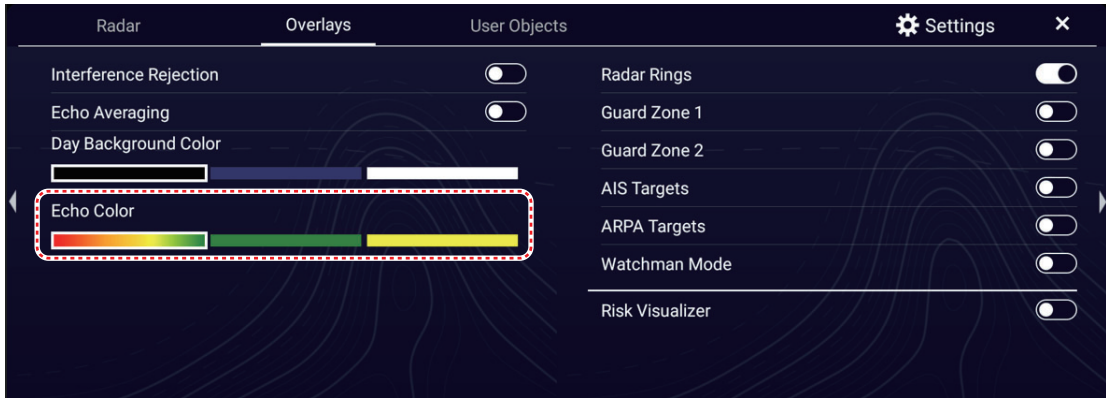 Radar
Overlays
User Objects
Settings
Interference Rejection
Echo Averaging
Day Background Color
Echo Color
Radar Rings
Guard Zone 1
Guard Zone 2
AIS Targets
ARPA Targets
Watchman Mode
Risk Visualizer